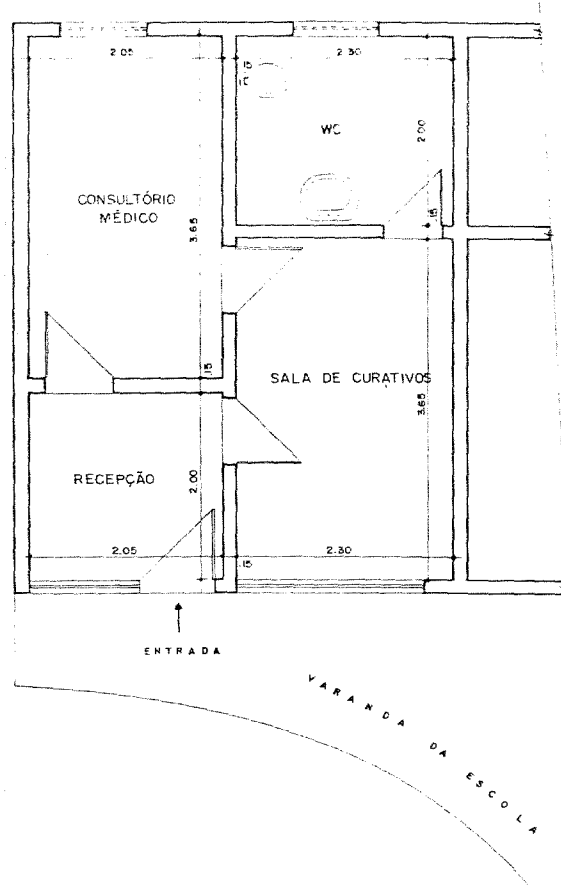 2.05
2.30
.15
.15
WC
2.00
CONSULTÓRIO
MÉDICO
3.65
.15
SALA DE CURATIVOS
.15
3.65
RECEPÇÃO
2.00
2.05
2.30
.15
ENTRADA
VARANDA DA ESCOLA